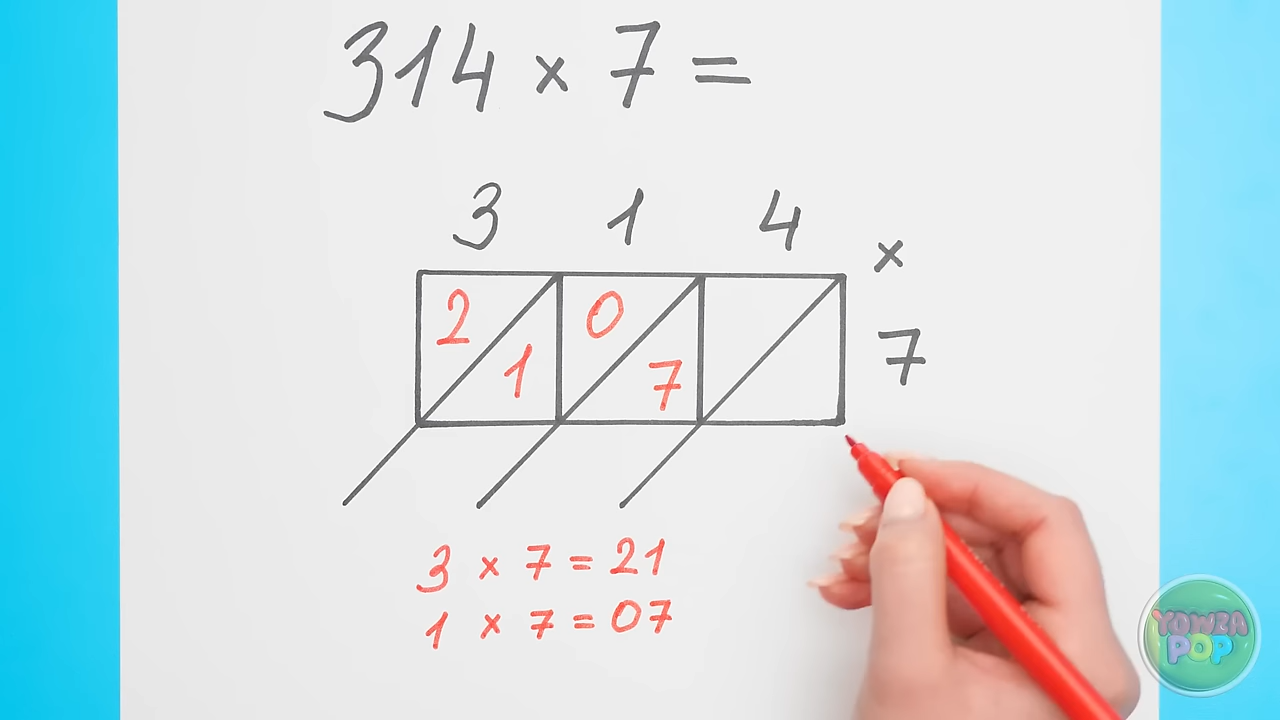 314 × 7 =
3 1 4 ×
2 0
1 7
7
3 × 7 = 21
1 × 7 = 07
YOWZA
POP